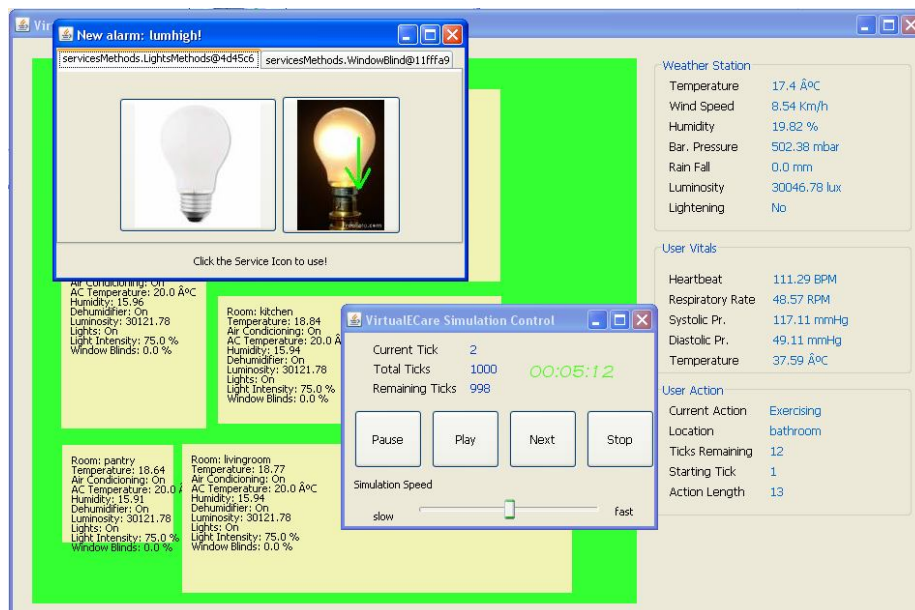 Vir
New alarm: lumhigh!
servicesMethods.LightsMethods@4d45c6
servicesMethods.WindowBlind@11fffa9
Click the Service Icon to use!
Air Condicioning: On
AC Temperature: 20.0 ÂºC
Humidity: 15.96
Dehumidifier: On
Luminosity: 30121.78
Lights: On
Light Intensity: 75.0 %
Window Blinds: 0.0 %
Room: kitchen
Temperature: 18.84
Air Condicioning: On
AC Temperature: 20.0 Â
Humidity: 15.94
Dehumidifier: On
Luminosity: 30121.78
Lights: On
Light Intensity: 75.0 %
Window Blinds: 0.0 %
Room: pantry
Temperature: 18.64
Air Condicioning: On
AC Temperature: 20.0
Humidity: 15.91
Dehumidifier: On
Luminosity: 30121.78
Lights: On
Light Intensity: 75.0 %
Window Blinds: 0.0 %
Room: livingroom
Temperature: 18.77
Air Condicioning: On
AC Temperature: 20.0 ÂºC
Humidity: 15.94
Dehumidifier: On
Luminosity: 30121.78
Lights: On
Light Intensity: 75.0 %
Window Blinds: 0.0 %
VirtualECare Simulation Control
Current Tick 2
Total Ticks 1000
Remaining Ticks 998
00:05:12
Pause Play Next Stop
Simulation Speed
slow fast
Weather Station
Temperature 17.4 ÂºC
Wind Speed 8.54 Km/h
Humidity 19.82 %
Bar. Pressure 502.38 mbar
Rain Fall 0.0 mm
Luminosity 30046.78 lux
Lightening No
User Vitals
Heartbeat 111.29 BPM
Respiratory Rate 48.57 RPM
Systolic Pr. 117.11 mmHg
Diastolic Pr. 49.11 mmHg
Temperature 37.59 ÂºC
User Action
Current Action Exercising
Location bathroom
Ticks Remaining 12
Starting Tick 1
Action Length 13